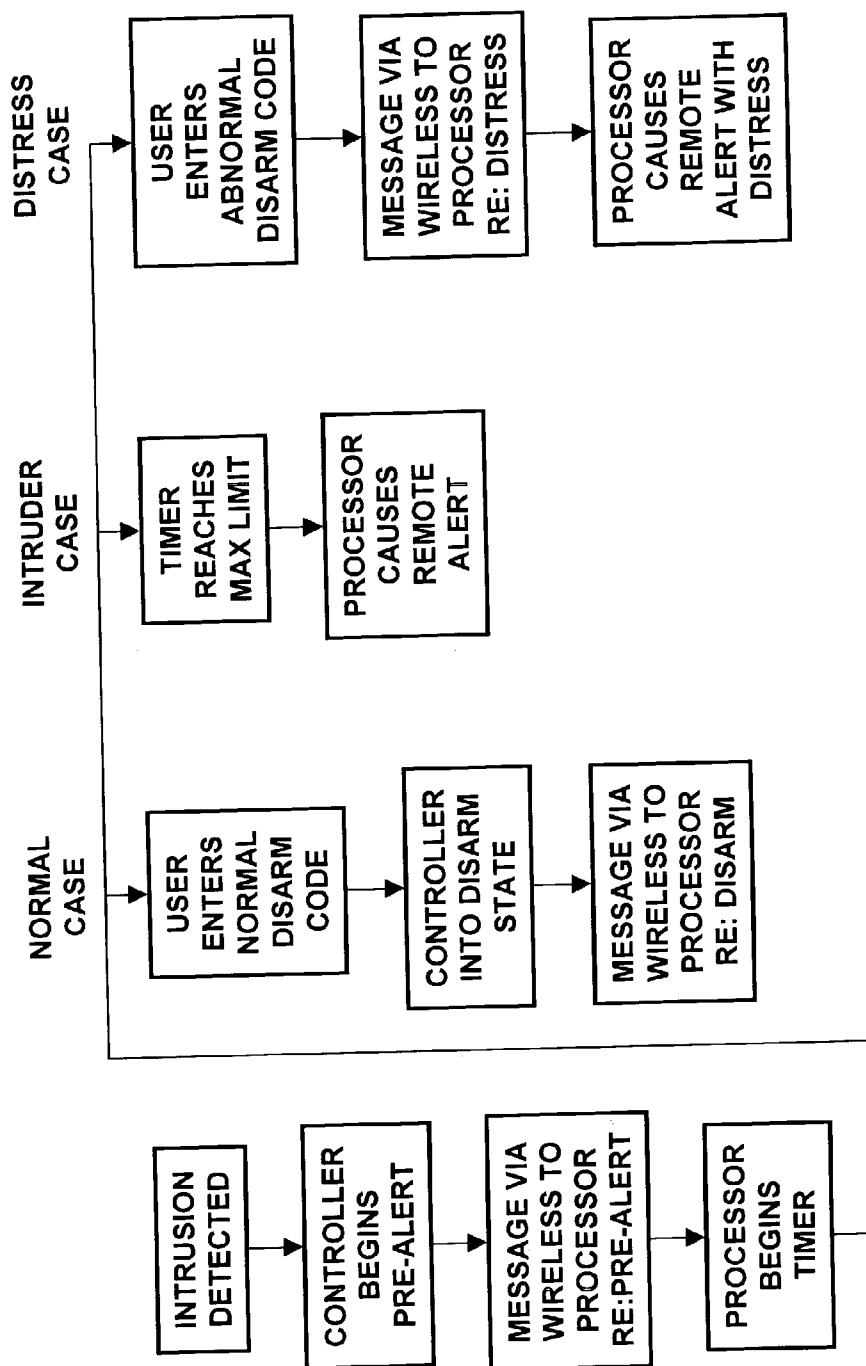 INTRUSION
DETECTED
CONTROLLER
BEGINS
PRE-ALERT
MESSAGE VIA
WIRELESS TO
PROCESSOR
RE:PRE-ALERT
PROCESSOR
BEGINS
TIMER
NORMAL
CASE
USER
ENTERS
NORMAL
DISARM
CODE
CONTROLLER
INTO DISARM
STATE
MESSAGE VIA
WIRELESS TO
PROCESSOR
RE: DISARM
INTRUDER
CASE
TIMER
REACHES
MAX LIMIT
PROCESSOR
CAUSES
REMOTE
ALERT
DISTRESS
CASE
USER
ENTERS
ABNORMAL
DISARM CODE
MESSAGE VIA
WIRELESS TO
PROCESSOR
RE: DISTRESS
PROCESSOR
CAUSES
REMOTE
ALERT WITH
DISTRESS